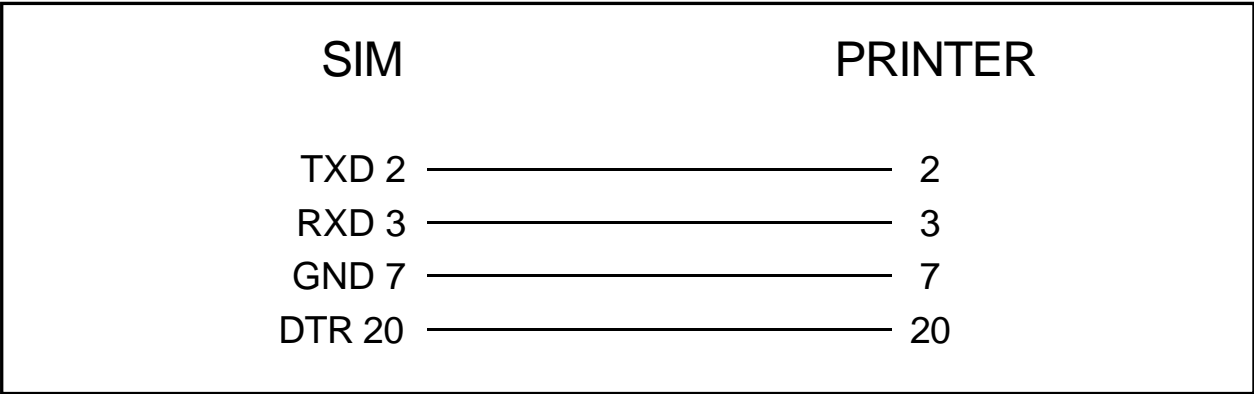 SIM PRINTER
TXD 2 2
RXD 3 3
GND 7 7
DTR 20 20